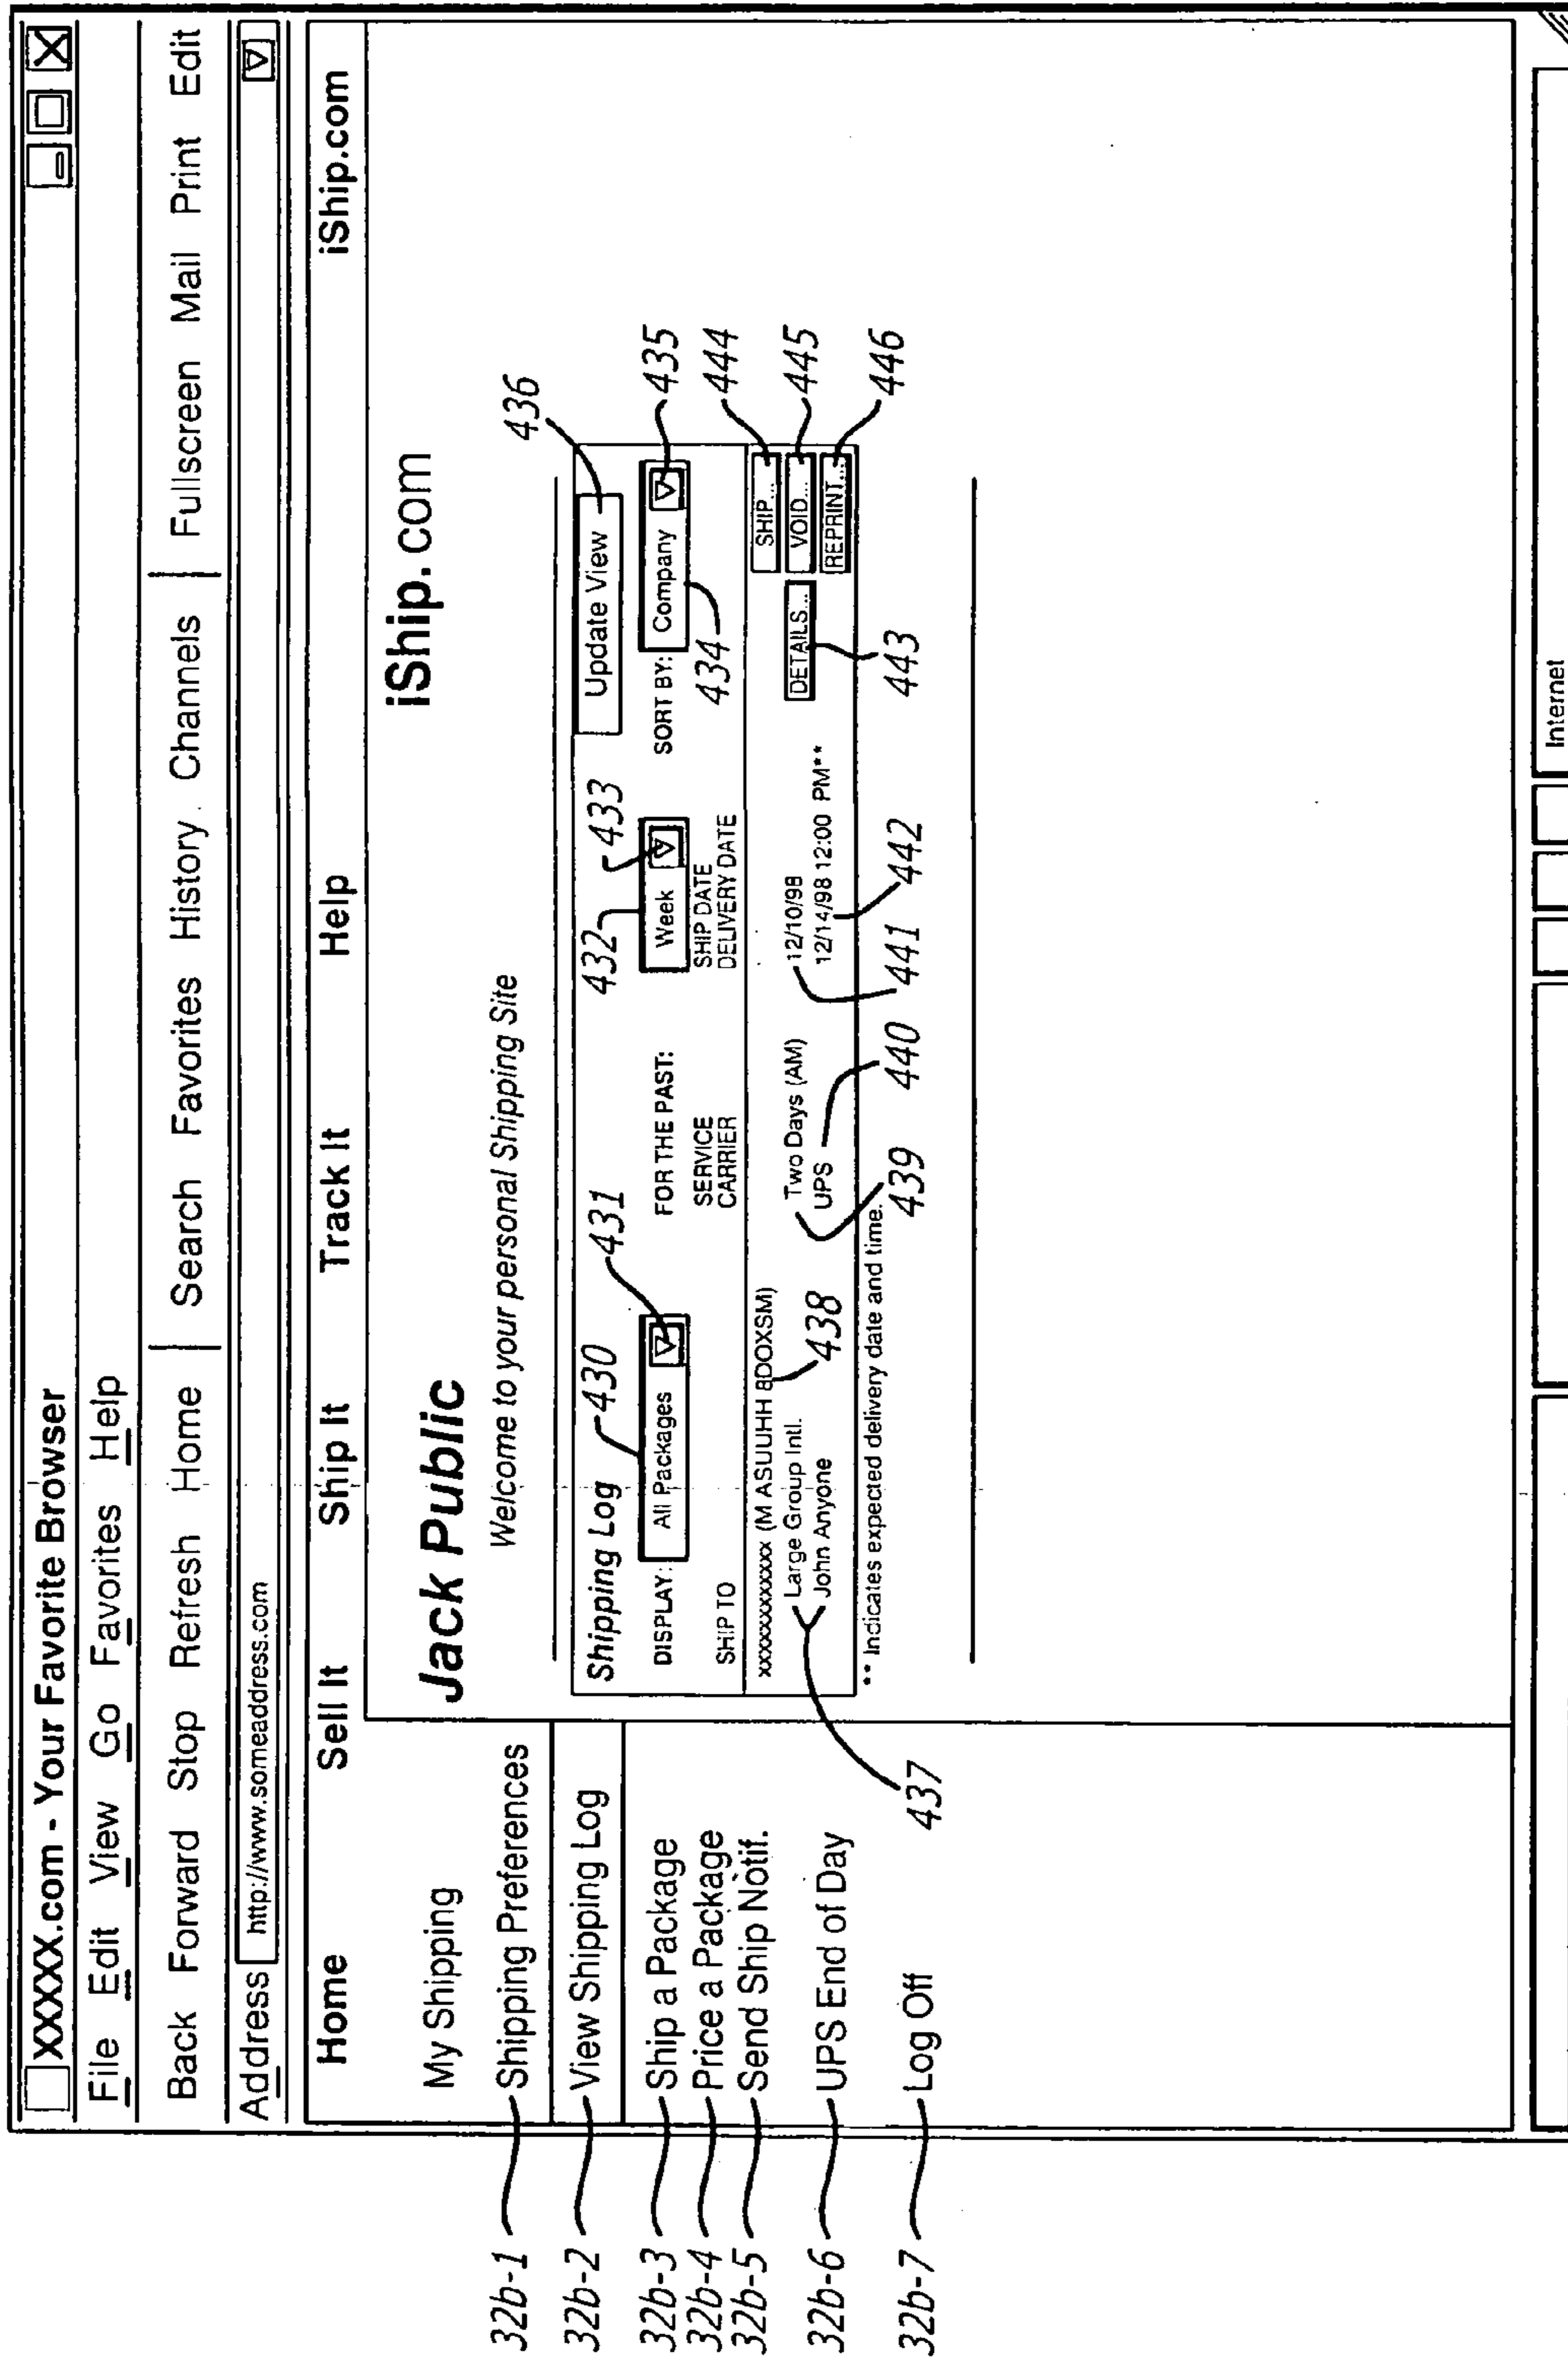 XXXXX.com - Your Favorite Browser
File Edit View Go Favorites Help
Back Forward Stop Refresh Home Search Favorites History Channels Fullscreen Mail Print Edit
Address http://www.someaddress.com
Home Sell It Ship It Track It Help iShip.com
My Shipping
32b-1 Shipping Preferences
32b-2 View Shipping Log
32b-3 Ship a Package
32b-4 Price a Package
32b-5 Send Ship Notif.
32b-6 UPS End of Day
32b-7 Log Off
Jack Public iShip.com
Welcome to your personal Shipping Site
436
Shipping Log 430 431 432 433 Update View
DISPLAY: All Packages FOR THE PAST: Week SORT BY: Company 435
434
SHIP TO SERVICE SHIP DATE
CARRIER DELIVERY DATE
444
xxxxxxxxxxx (M ASUUHH 8DOXSM) SHIP...
Large Group Intl. Two Days (AM) 12/10/98 DETAILS... VOID... 445
John Anyone 438 UPS 12/14/98 12:00 PM** REPRINT... 446
** Indicates expected delivery date and time.
437 439 440 441 442 443
Internet